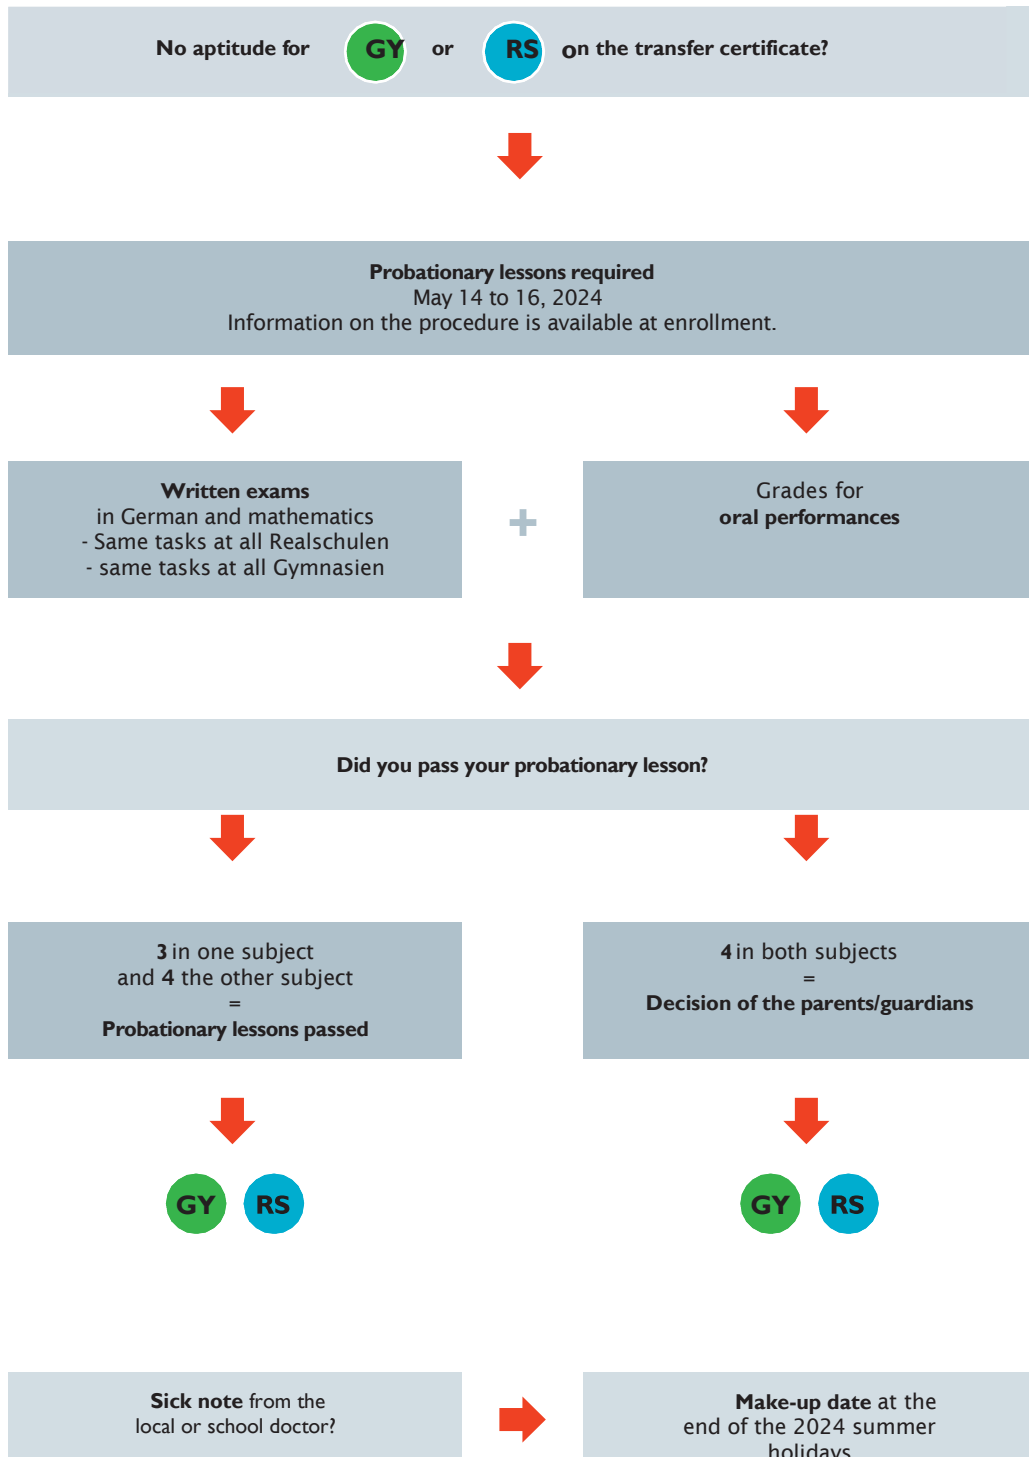 No aptitude for GY or RS on the transfer certificate?
Probationary lessons required
May 14 to 16, 2024
Information on the procedure is available at enrollment.
Written exams
in German and mathematics
- Same tasks at all Realschulen
- same tasks at all Gymnasien
+
Grades for
oral performances
Did you pass your probationary lesson?
3 in one subject
and 4 the other subject
=
Probationary lessons passed
4 in both subjects
=
Decision of the parents/guardians
GY RS
GY RS
Sick note from the
local or school doctor?
Make-up date at the
end of the 2024 summer
holidays